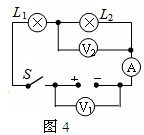 L₁ L₂
V₂
A
S + −
V₁
图 4